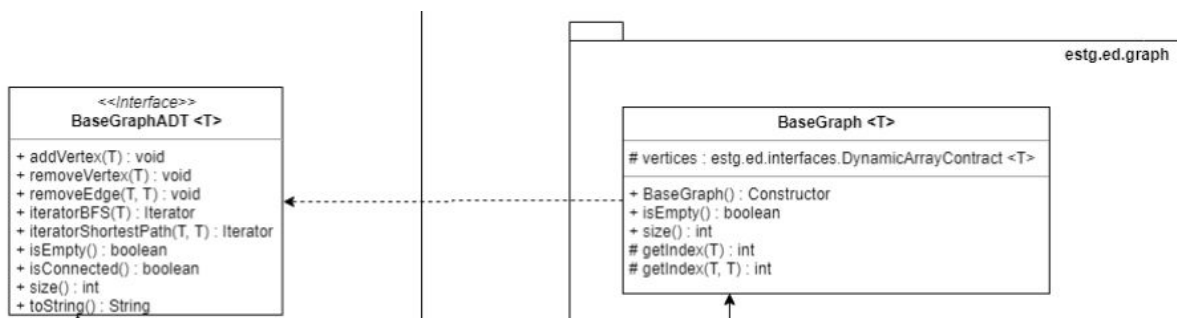 <<Interface>>
BaseGraphADT <T>
+ addVertex(T) : void
+ removeVertex(T) : void
+ removeEdge(T, T) : void
+ iteratorBFS(T) : Iterator
+ iteratorShortestPath(T, T) : Iterator
+ isEmpty() : boolean
+ isConnected() : boolean
+ size() : int
+ toString() : String
estg.ed.graph
BaseGraph <T>
# vertices : estg.ed.interfaces.DynamicArrayContract <T>
+ BaseGraph() : Constructor
+ isEmpty() : boolean
+ size() : int
# getIndex(T) : int
# getIndex(T, T) : int